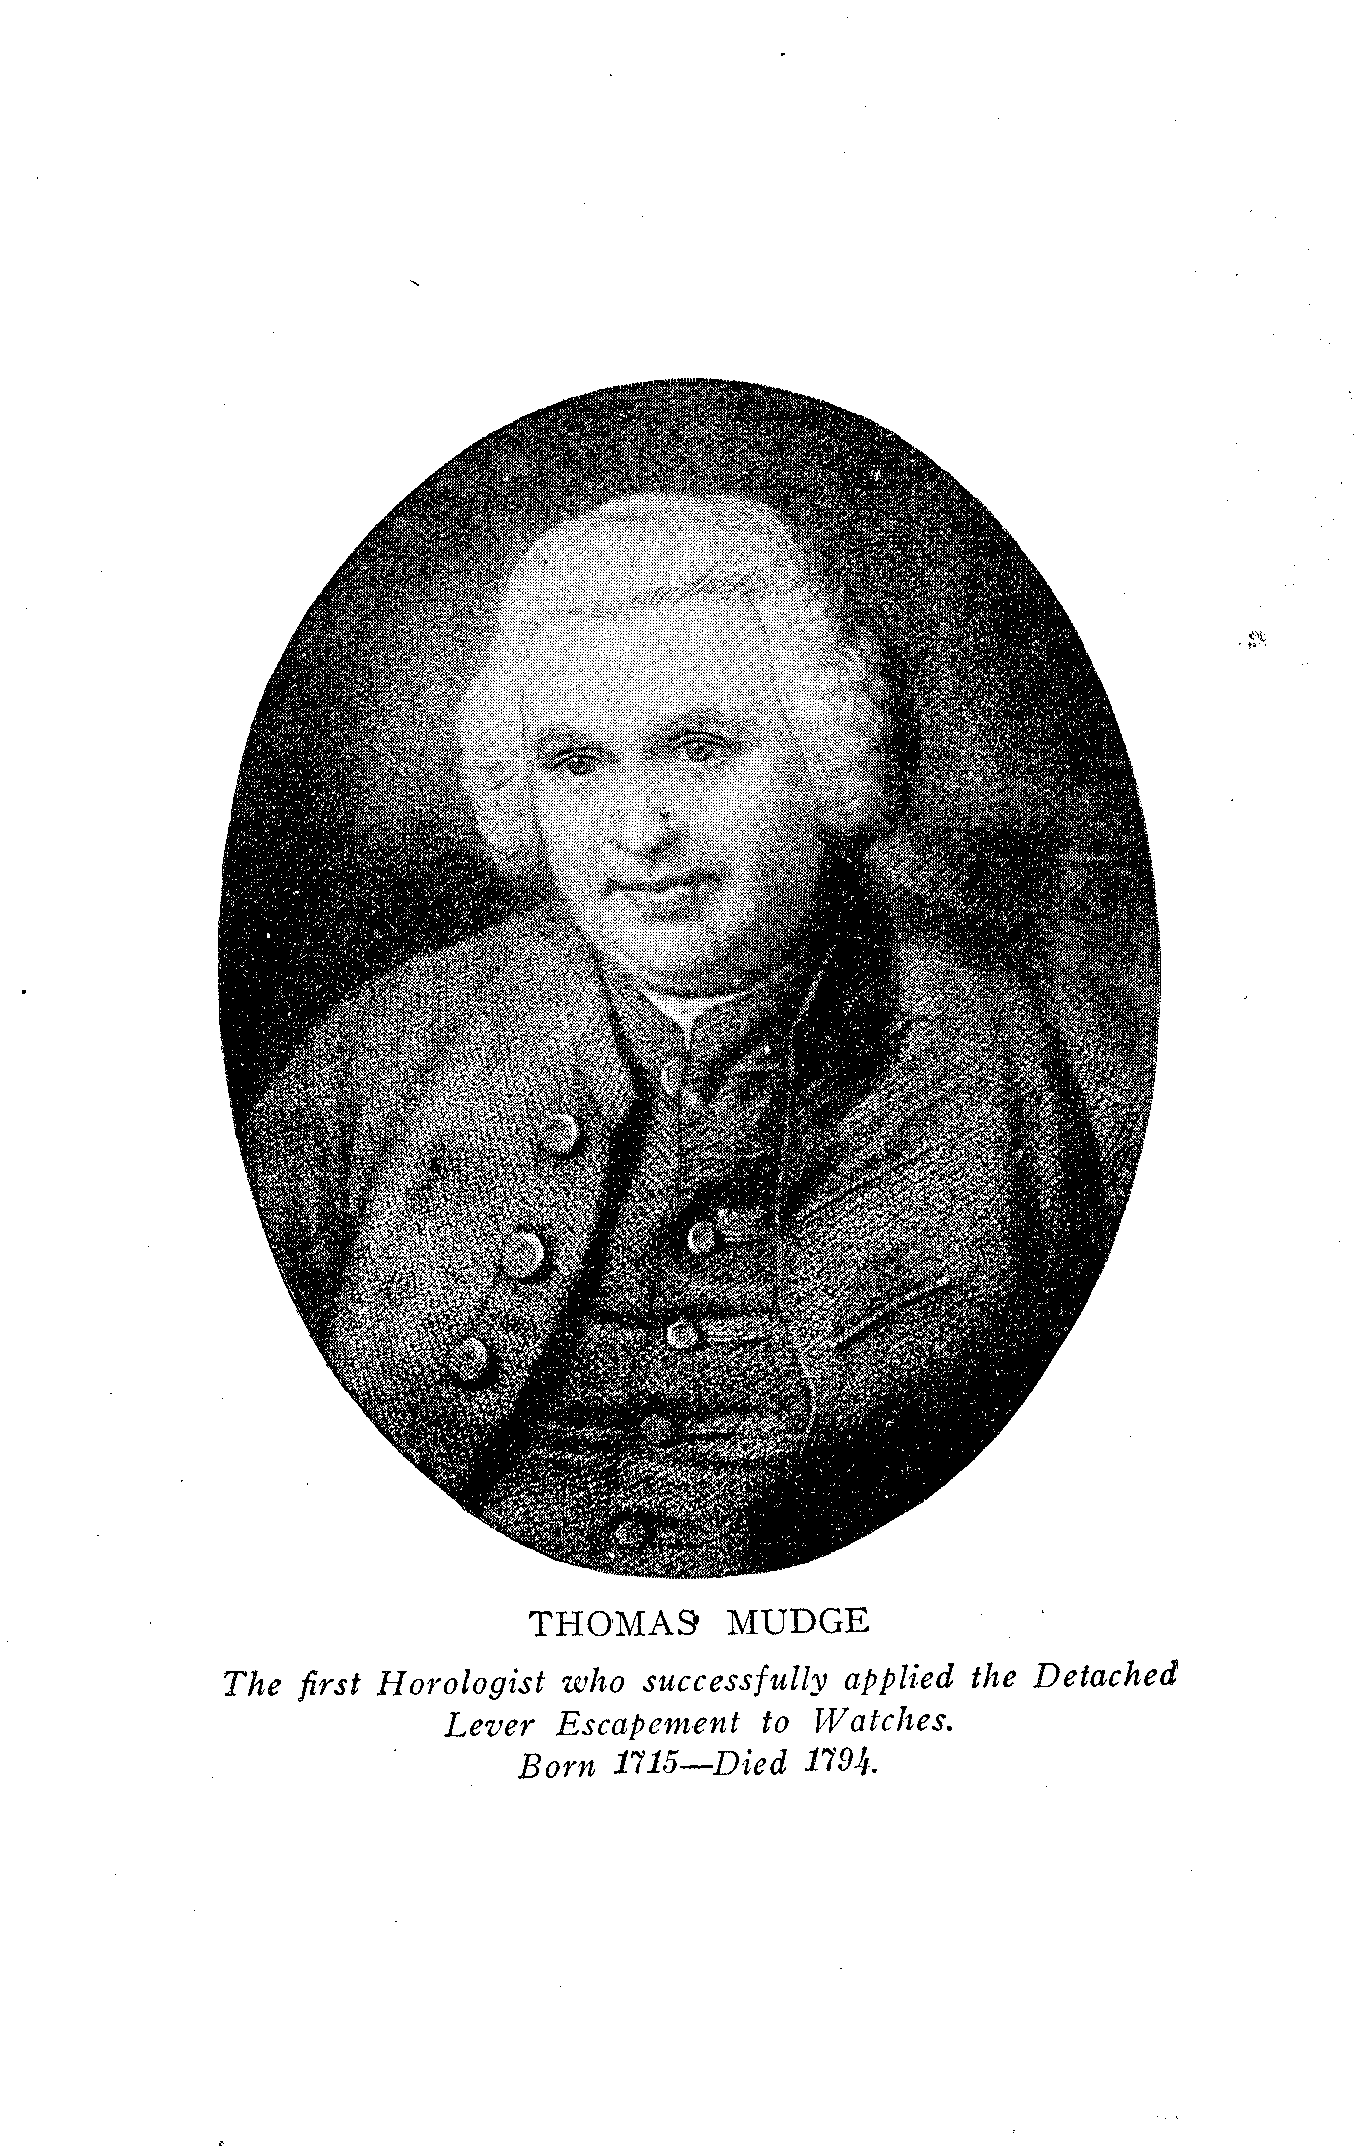 THOMAS MUDGE
The first Horologist who successfully applied the Detached
Lever Escapement to Watches.
Born 1715—Died 1794.